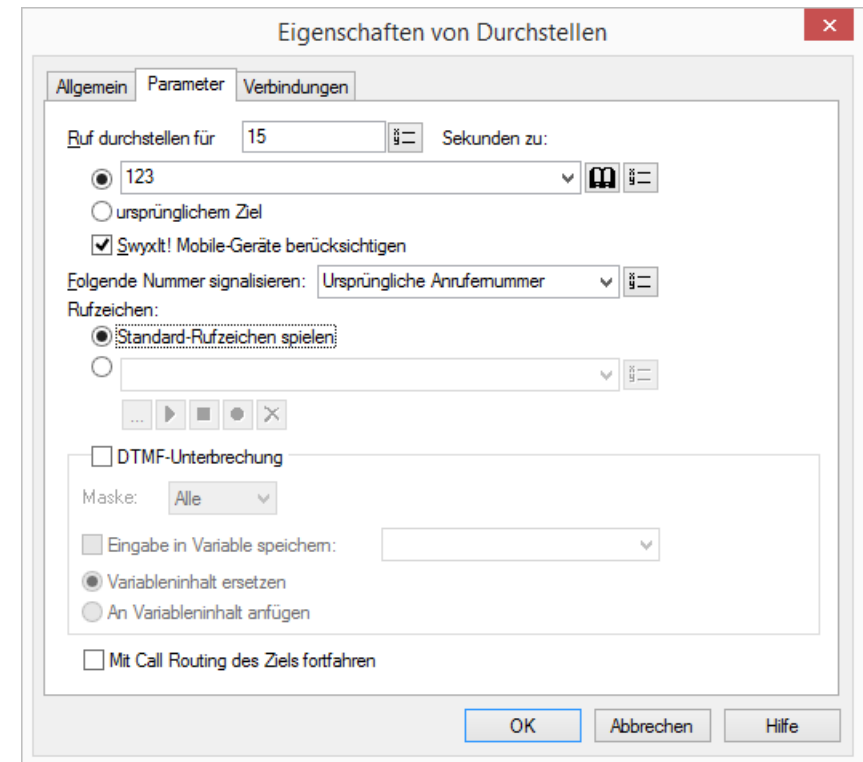 Eigenschaften von Durchstellen
Allgemein Parameter Verbindungen
Ruf durchstellen für 15 Sekunden zu:
123
ursprünglichem Ziel
SwyxIt! Mobile-Geräte berücksichtigen
Folgende Nummer signalisieren: Ursprüngliche Anrufernummer
Rufzeichen:
Standard-Rufzeichen spielen
...
DTMF-Unterbrechung
Maske: Alle
Eingabe in Variable speichern:
Variableninhalt ersetzen
An Variableninhalt anfügen
Mit Call Routing des Ziels fortfahren
OK Abbrechen Hilfe